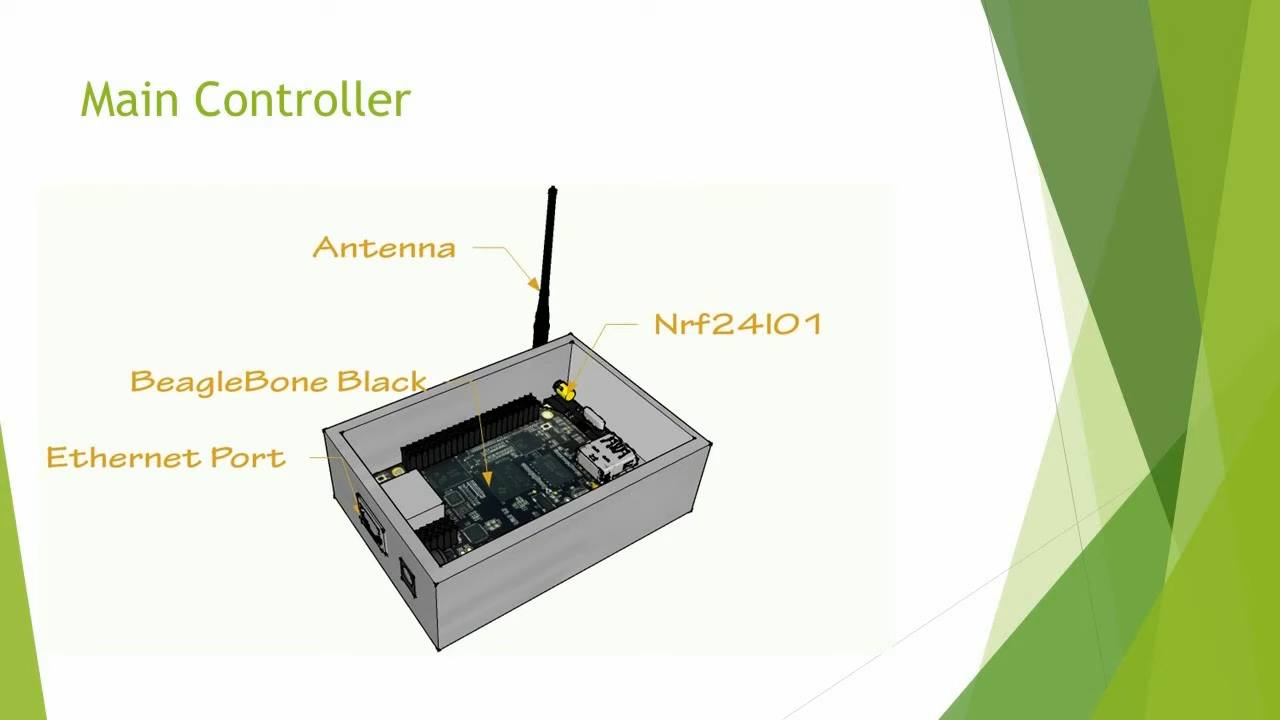 Main Controller
Antenna
Nrf24l01
BeagleBone Black
Ethernet Port